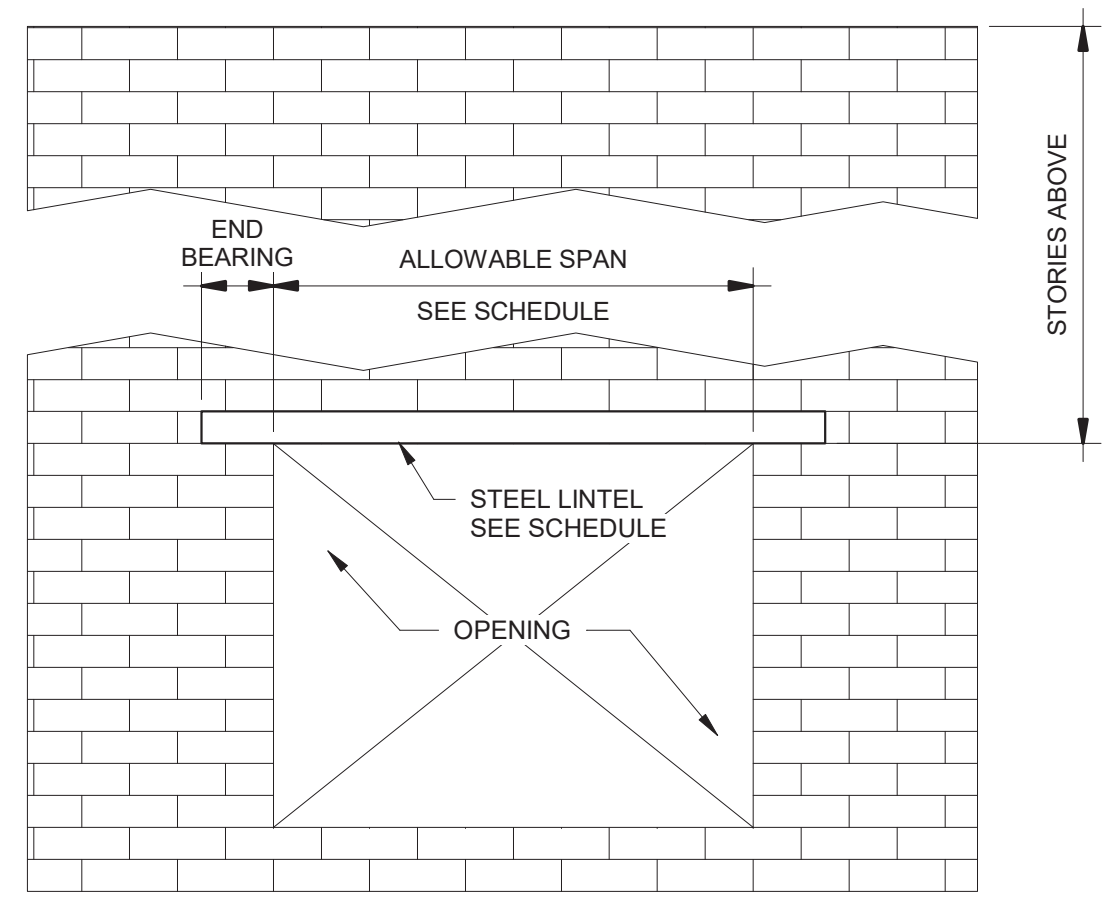 END
BEARING
ALLOWABLE SPAN
SEE SCHEDULE
STORIES ABOVE
STEEL LINTEL
SEE SCHEDULE
OPENING